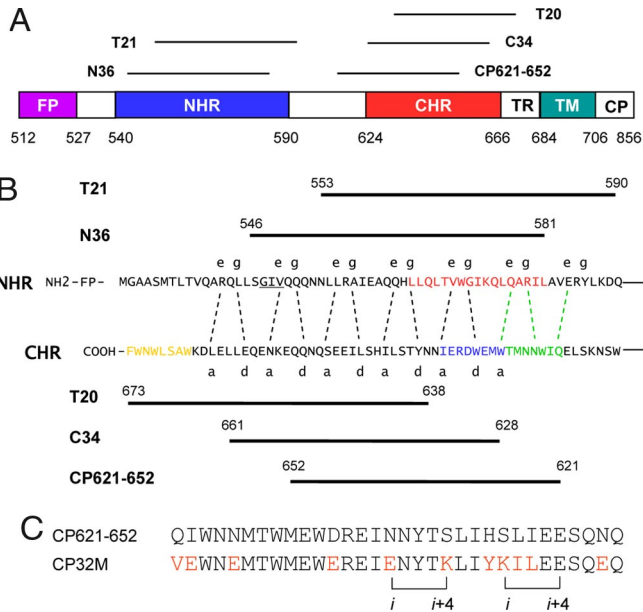 A
T20
T21
C34
N36
CP621-652
FP NHR CHR TR TM CP
512 527 540 590 624 666 684 706 856
B
T21 553 590
N36 546 581
e g e g e g e g e g e g e g
NHR NH2-FP- MGAASMTLTVQARQLLSGIVQQQNNLLRAIEAQQHLLQLTVWGIKQLQARILAVERYLKDQ
CHR COOH-FWNWLSAWKDLELLEQENKEQQNQSEEILSHILSTYNNIERDWEMWTMNNWIQELSKNSW
a d a d a d a d a d a
T20 673 638
C34 661 628
CP621-652 652 621
C
CP621-652 QIWNNMTWMEWDREINNYTSLIHSLIEESQNQ
CP32M VEWNEMTWMEWEREIENYTKLIYKILEESQEQ
i i+4 i i+4